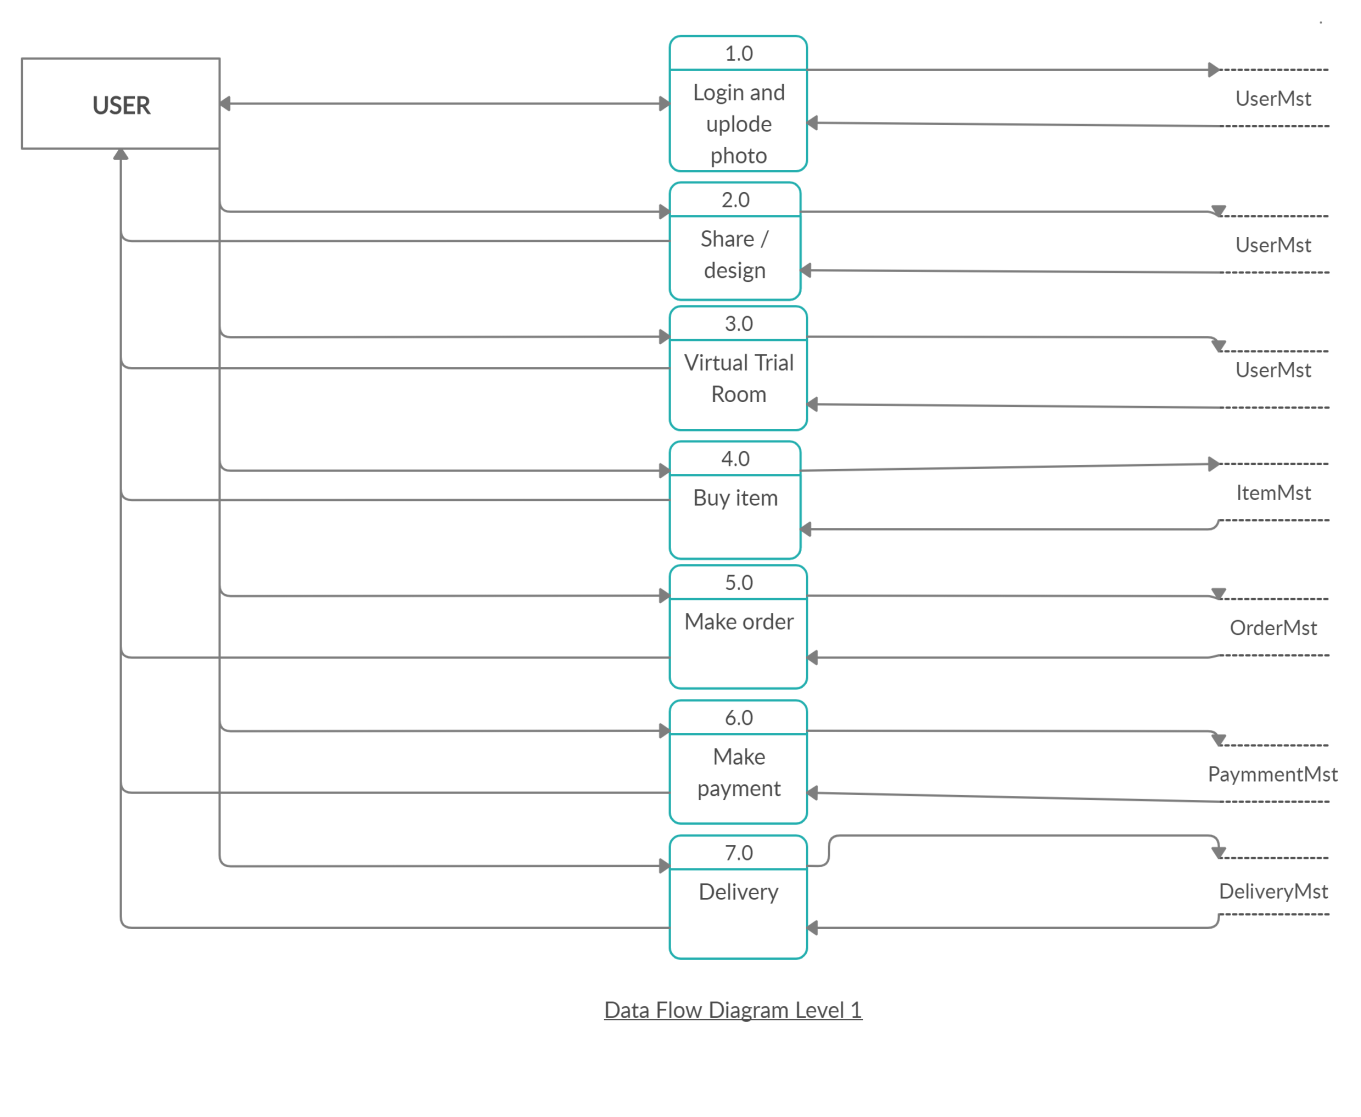 USER
1.0
Login and
uplode
photo
UserMst
2.0
Share /
design
UserMst
3.0
Virtual Trial
Room
UserMst
4.0
Buy item
ItemMst
5.0
Make order
OrderMst
6.0
Make
payment
PaymmentMst
7.0
Delivery
DeliveryMst
Data Flow Diagram Level 1